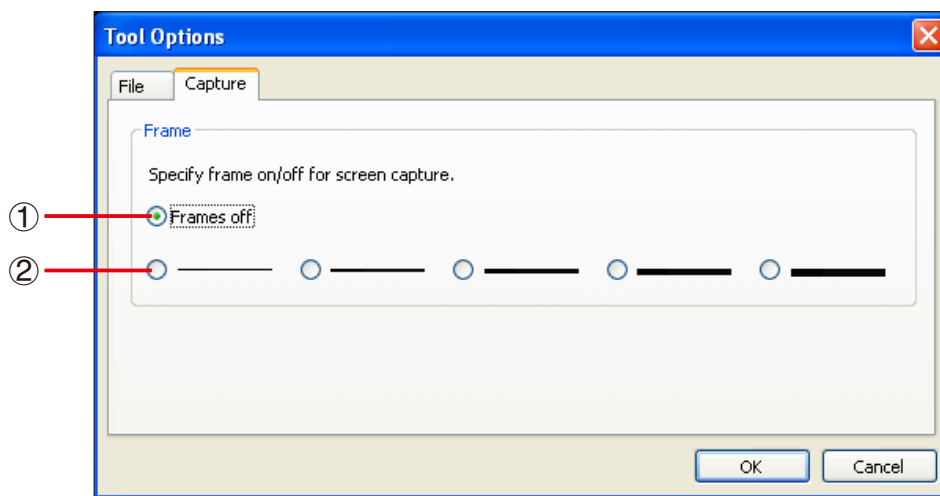 Tool Options
File Capture
Frame
Specify frame on/off for screen capture.
① Frames off
②
OK Cancel